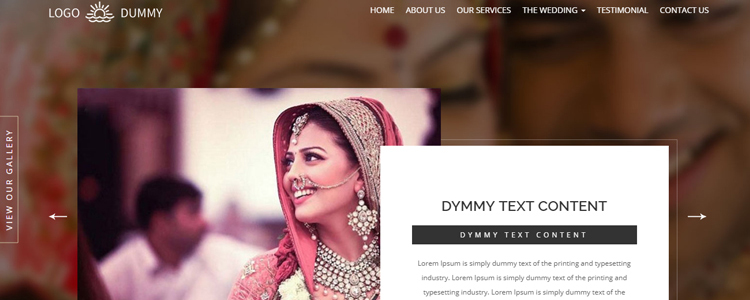 LOGO DUMMY
HOME ABOUT US OUR SERVICES THE WEDDING TESTIMONIAL CONTACT US
VIEW OUR GALLERY
DYMMY TEXT CONTENT
DYMMY TEXT CONTENT
Lorem Ipsum is simply dummy text of the printing and typesetting
industry. Lorem Ipsum is simply dummy text of the printing and
typesetting industry. Lorem Ipsum is simply dummy text of the